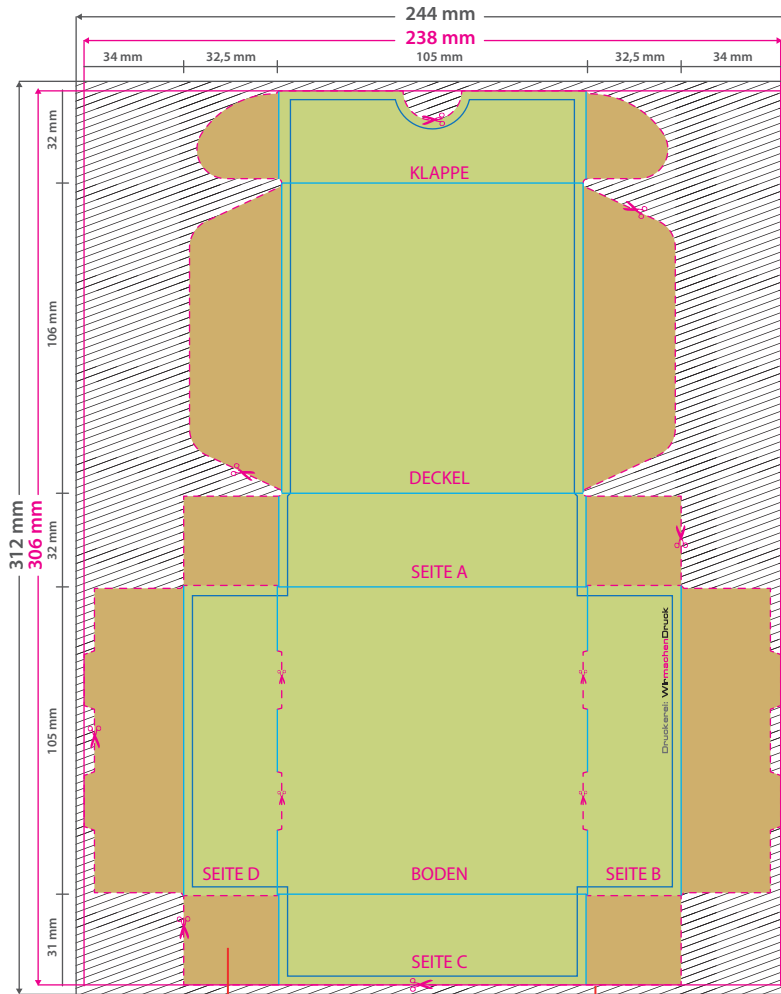 244 mm
238 mm
34 mm
32,5 mm
105 mm
32,5 mm
34 mm
32 mm
KLAPPE
106 mm
DECKEL
312 mm
306 mm
32 mm
SEITE A
Druckerei: WIRmachenDruck
105 mm
SEITE D
BODEN
SEITE B
31 mm
SEITE C